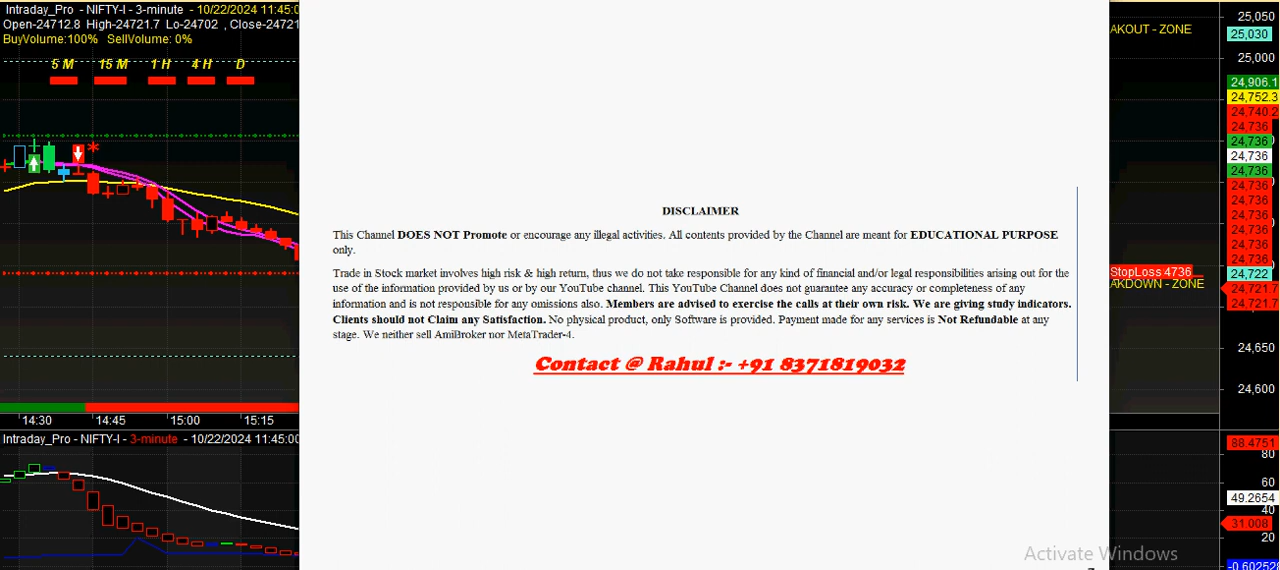 Intraday_Pro - NIFTY-I - 3-minute - 10/22/2024 11:45:0
Open-24712.8 High-24721.7 Lo-24702 , Close-24721
BuyVolume:100% SellVolume: 0%
5 M 15 M 1 H 4 H D
14:30 14:45 15:00 15:15
Intraday_Pro - NIFTY-I - 3-minute - 10/22/2024 11:45:00
DISCLAIMER
This Channel DOES NOT Promote or encourage any illegal activities. All contents provided by the Channel are meant for EDUCATIONAL PURPOSE
only.
Trade in Stock market involves high risk & high return, thus we do not take responsible for any kind of financial and/or legal responsibilities arising out for the
use of the information provided by us or by our YouTube channel. This YouTube Channel does not guarantee any accuracy or completeness of any
information and is not responsible for any omissions also. Members are advised to exercise the calls at their own risk. We are giving study indicators.
Clients should not Claim any Satisfaction. No physical product, only Software is provided. Payment made for any services is Not Refundable at any
stage. We neither sell AmiBroker nor MetaTrader-4.
Contact @ Rahul :- +91 8371819032
25,050
AKOUT - ZONE
25,030
25,000
24,906.1
24,752.3
24,740.2
24,736
24,736
24,736
24,736
24,736
24,736
24,736
24,736
24,736
24,736
StopLoss 4736
24,722
AKDOWN - ZONE
24,721.7
24,721.7
24,650
24,600
88.4751
80
60
49.2654
40
31.008
20
-0.602528
Activate Windows